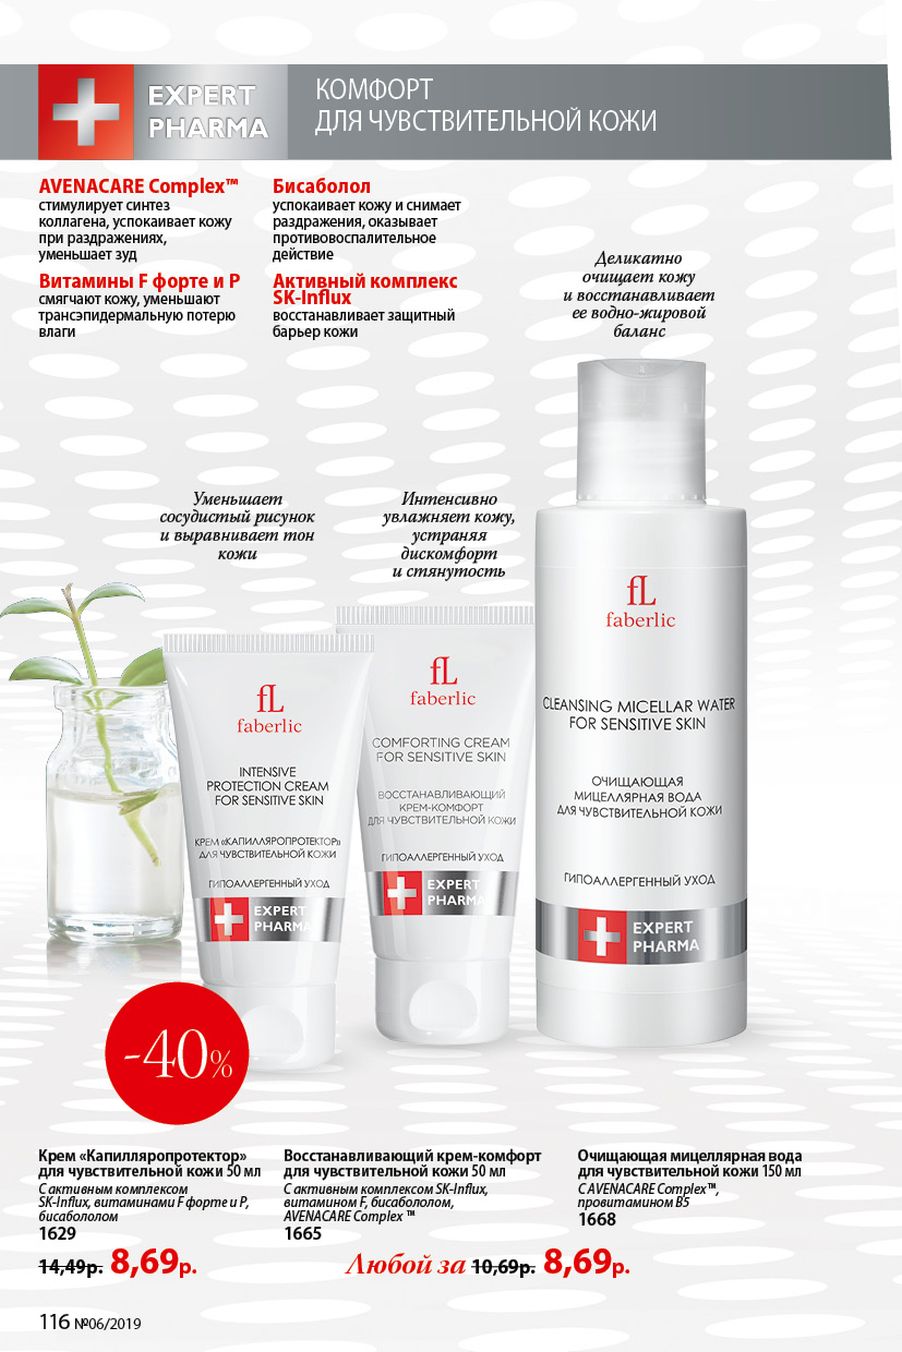 EXPERT
PHARMA
КОМФОРТ
ДЛЯ ЧУВСТВИТЕЛЬНОЙ КОЖИ
AVENACARE Complex™
стимулирует синтез
коллагена, успокаивает кожу
при раздражениях,
уменьшает зуд
Витамины F форте и P
смягчают кожу, уменьшают
трансэпидермальную потерю
влаги
Бисаболол
успокаивает кожу и снимает
раздражения, оказывает
противовоспалительное
действие
Активный комплекс
SK-Influx
восстанавливает защитный
барьер кожи
Деликатно
очищает кожу
и восстанавливает
ее водно-жировой
баланс
Уменьшает
сосудистый рисунок
и выравнивает тон
кожи
Интенсивно
увлажняет кожу,
устраняя
дискомфорт
и стянутость
fL
faberlic
INTENSIVE
PROTECTION CREAM
FOR SENSITIVE SKIN
КРЕМ «КАПИЛЛЯРОПРОТЕКТОР»
ДЛЯ ЧУВСТВИТЕЛЬНОЙ КОЖИ
ГИПОАЛЛЕРГЕННЫЙ УХОД
EXPERT
PHARMA
fL
faberlic
COMFORTING CREAM
FOR SENSITIVE SKIN
ВОССТАНАВЛИВАЮЩИЙ
КРЕМ-КОМФОРТ
ДЛЯ ЧУВСТВИТЕЛЬНОЙ КОЖИ
ГИПОАЛЛЕРГЕННЫЙ УХОД
EXPERT
PHARMA
fL
faberlic
CLEANSING MICELLAR WATER
FOR SENSITIVE SKIN
ОЧИЩАЮЩАЯ
МИЦЕЛЛЯРНАЯ ВОДА
ДЛЯ ЧУВСТВИТЕЛЬНОЙ КОЖИ
ГИПОАЛЛЕРГЕННЫЙ УХОД
EXPERT
PHARMA
-40%
Крем «Капилляропротектор»
для чувствительной кожи 50 мл
С активным комплексом
SK-Influx, витаминами F форте и P,
бисабололом
1629
14,49р. 8,69р.
Восстанавливающий крем-комфорт
для чувствительной кожи 50 мл
С активным комплексом SK-Influx,
витамином F, бисабололом,
AVENACARE Complex ™
1665
Очищающая мицеллярная вода
для чувствительной кожи 150 мл
С AVENACARE Complex™,
провитамином B5
1668
Любой за 10,69р. 8,69р.
116 №06/2019